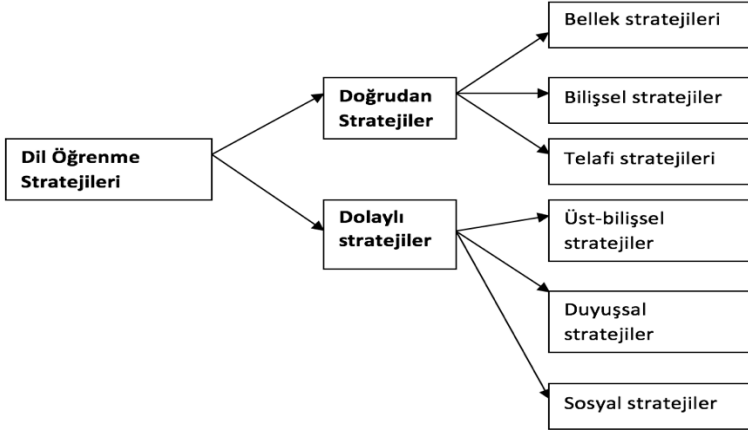 Dil Öğrenme
Stratejileri
Doğrudan
Stratejiler
Bellek stratejileri
Bilişsel stratejiler
Telafi stratejileri
Dolaylı
stratejiler
Üst-bilişsel
stratejiler
Duyuşsal
stratejiler
Sosyal stratejiler